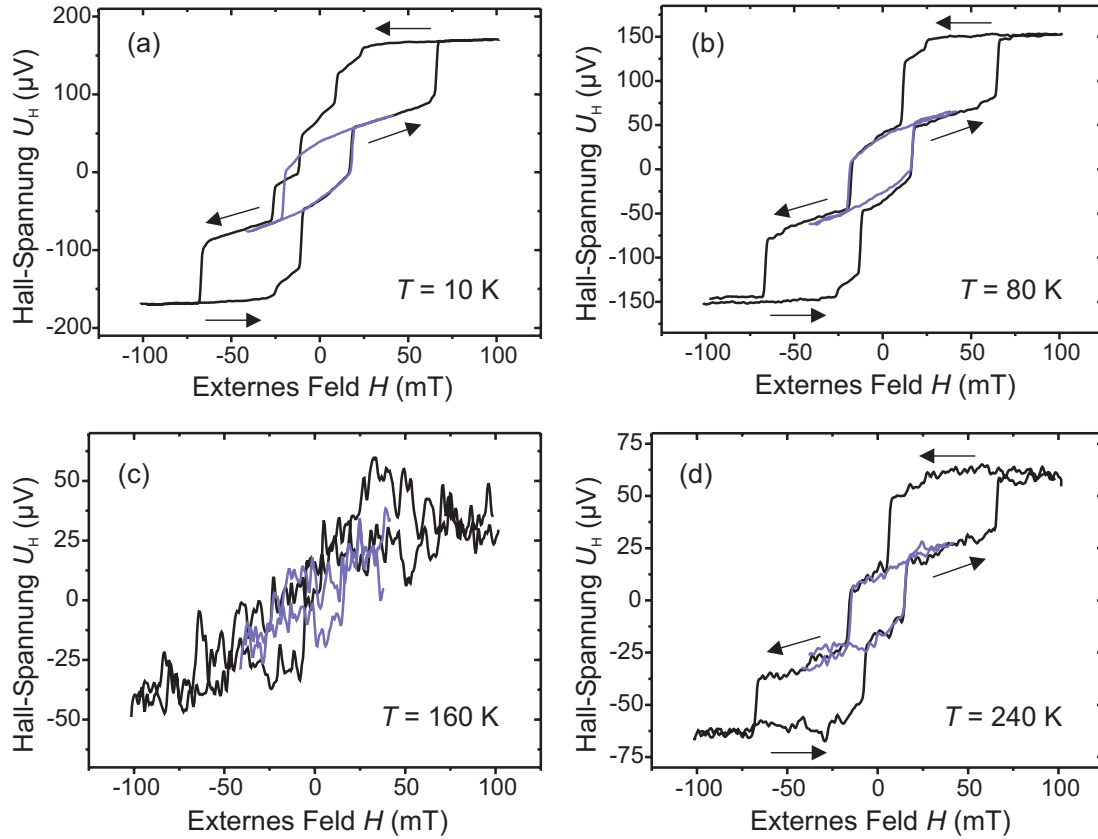 (a)
Hall-Spannung U_H (µV)
200
100
0
-100
-200
-100 -50 0 50 100
T = 10 K
Externes Feld H (mT)
(b)
Hall-Spannung U_H (µV)
150
100
50
0
-50
-100
-150
-100 -50 0 50 100
T = 80 K
Externes Feld H (mT)
(c)
Hall-Spannung U_H (µV)
50
25
0
-25
-50
-100 -50 0 50 100
T = 160 K
Externes Feld H (mT)
(d)
Hall-Spannung U_H (µV)
75
50
25
0
-25
-50
-75
-100 -50 0 50 100
T = 240 K
Externes Feld H (mT)